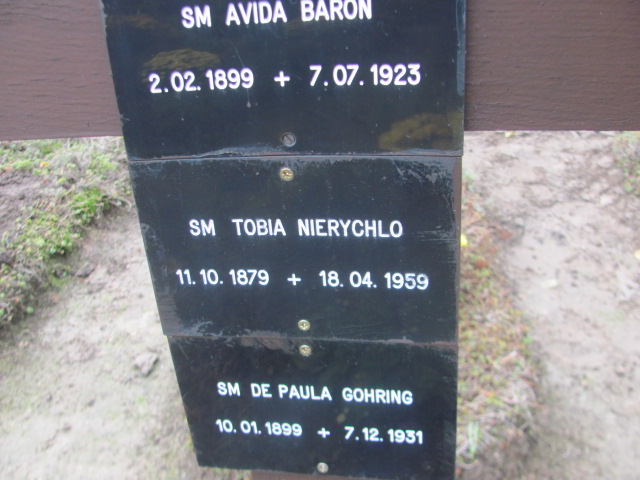 SM AVIDA BARON
2.02.1899 + 7.07.1923
SM TOBIA NIERYCHLO
11.10.1879 + 18.04.1959
SM DE PAULA GOHRING
10.01.1899 + 7.12.1931